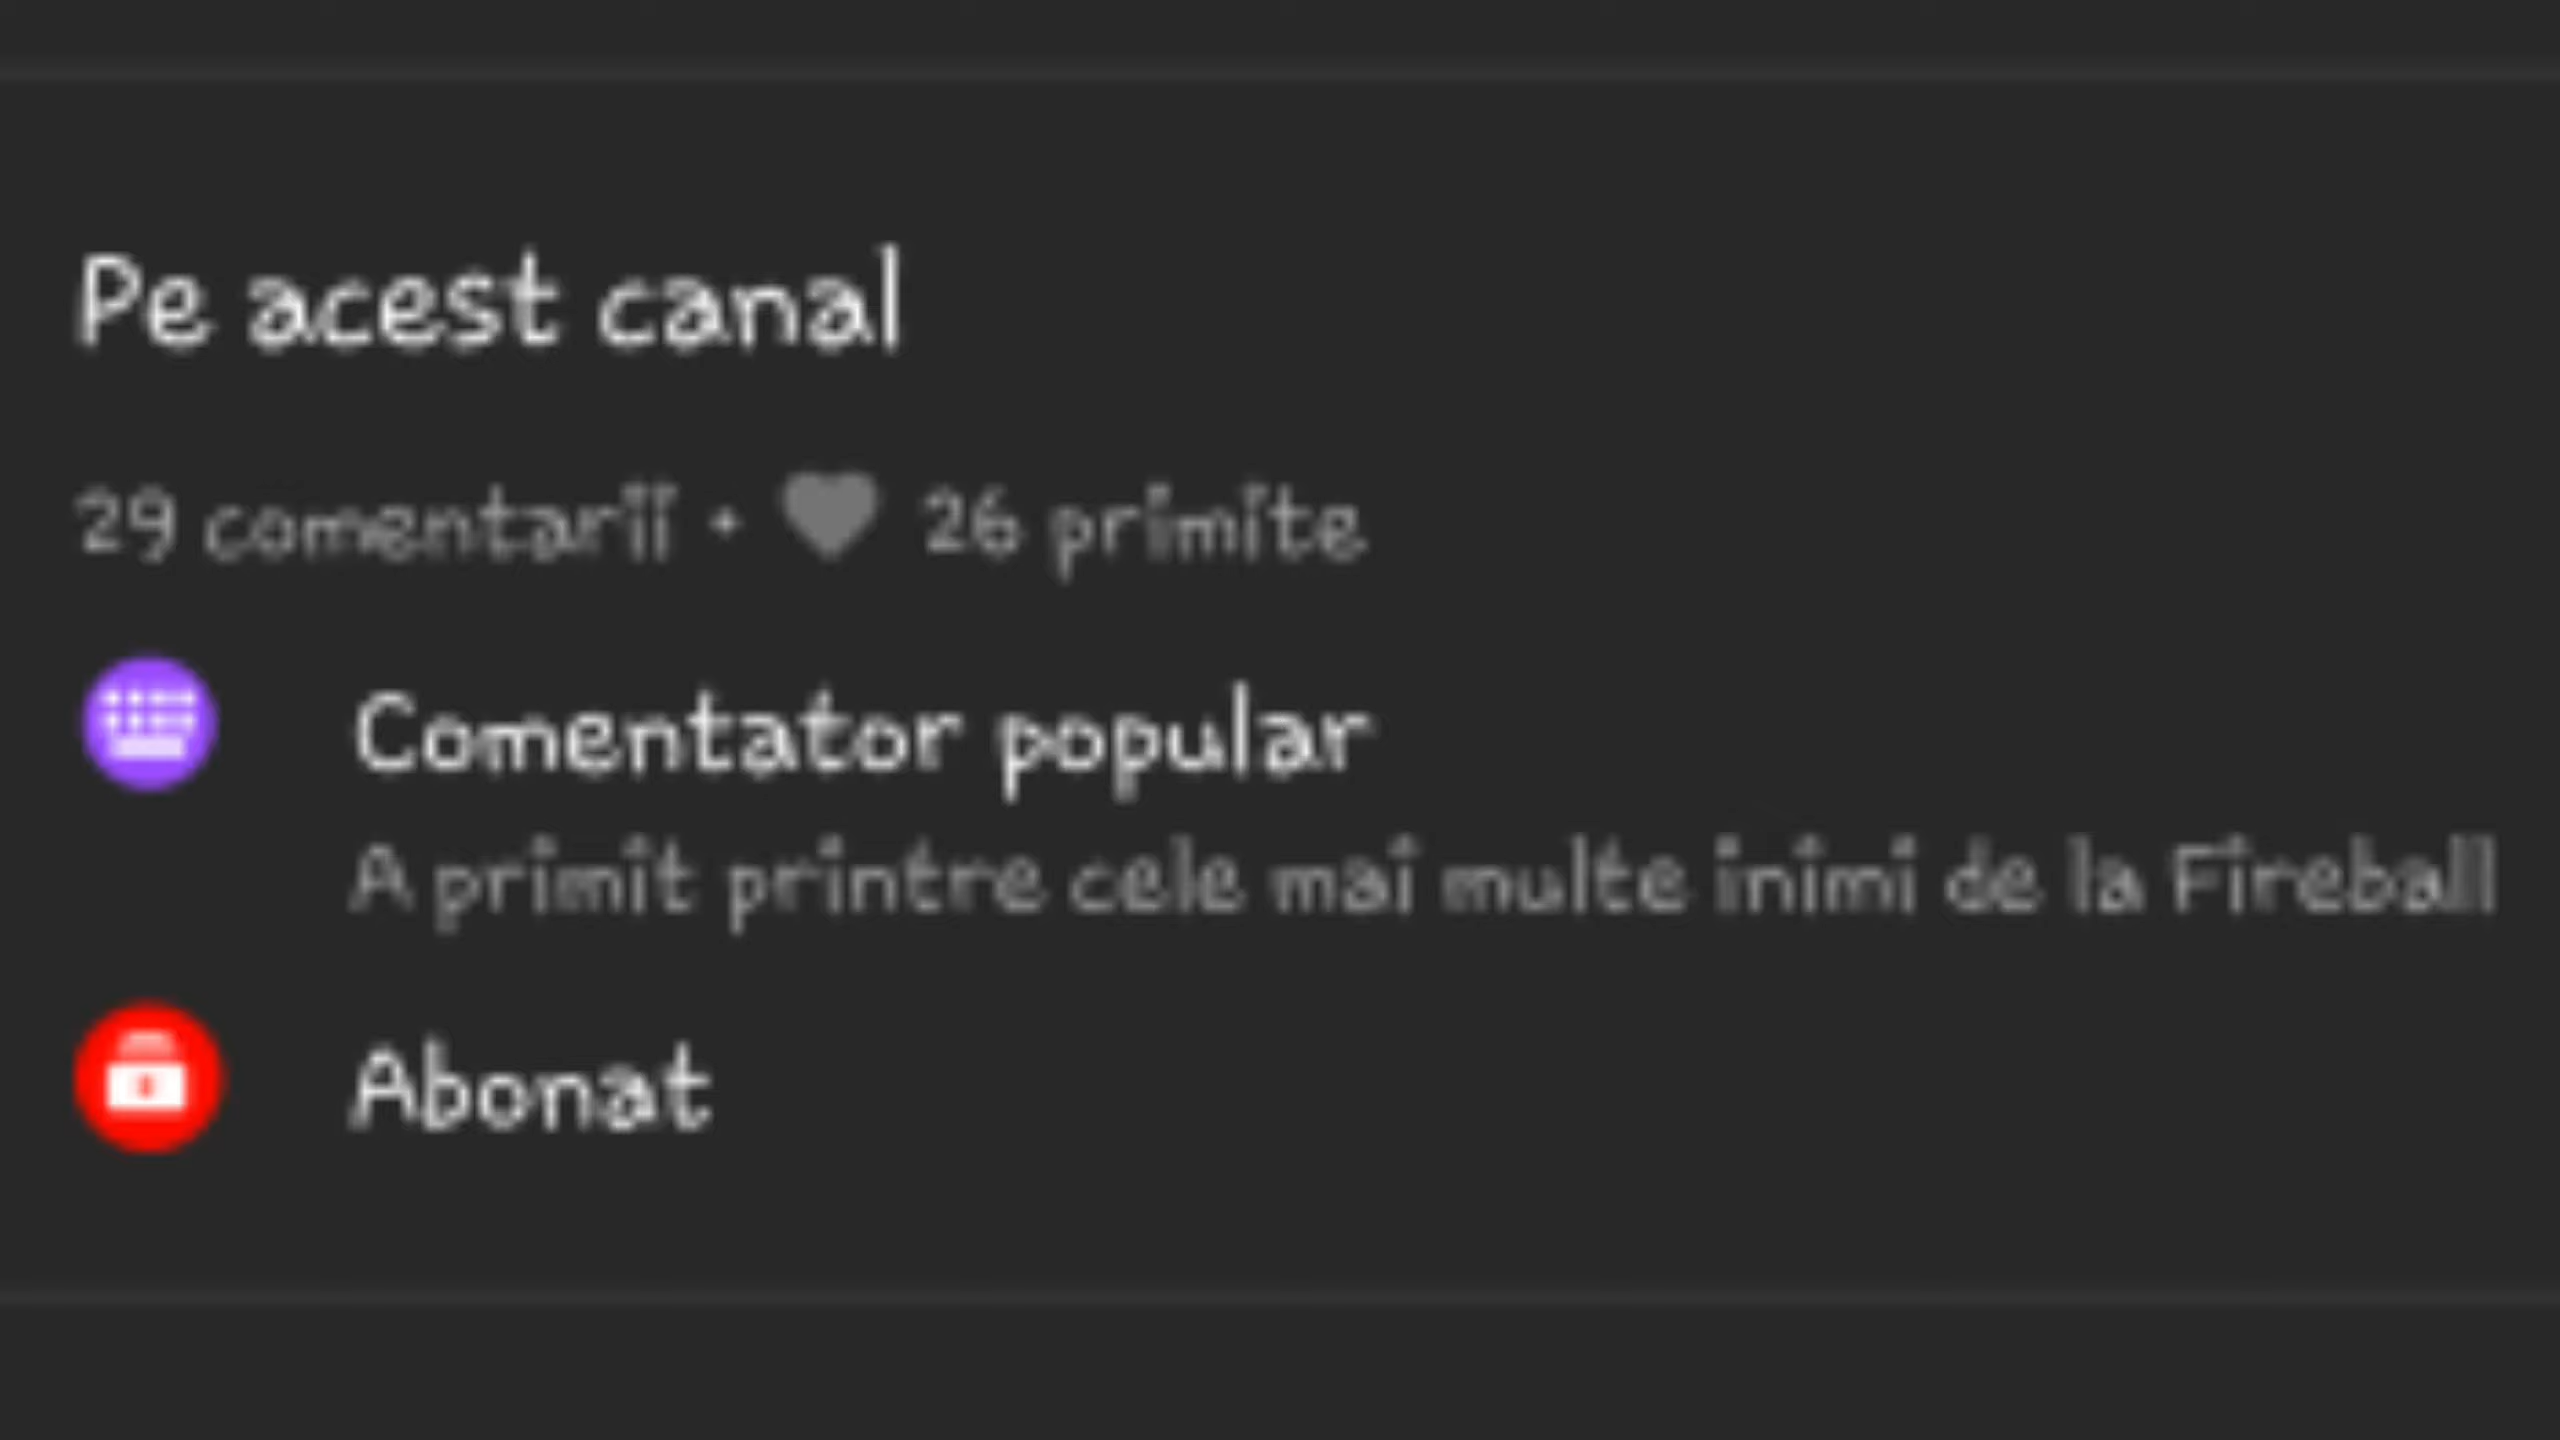 Pe acest canal
29 comentarii • 26 primite
Comentator popular
A primit printre cele mai multe inimi de la Fireball
Abonat